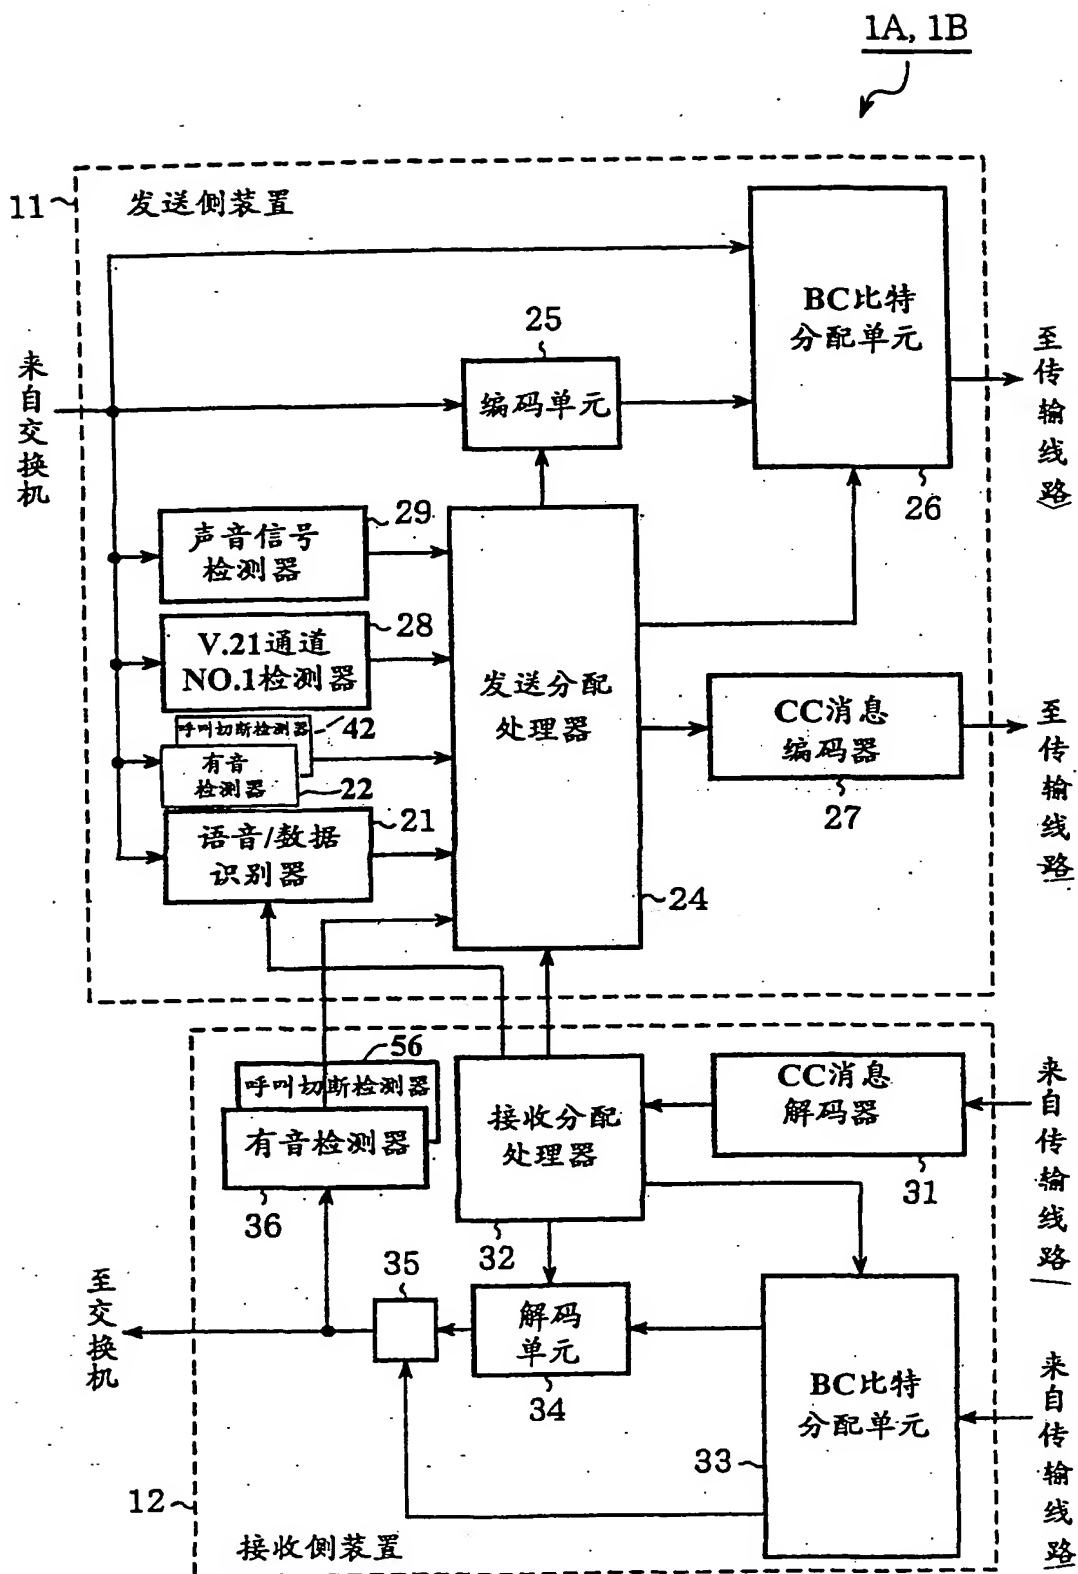 1A, 1B
11
发送侧装置
来自交换机
25
编码单元
BC比特
分配单元
26
至传输线路
29
声音信号
检测器
28
V.21通道
NO.1检测器
呼叫切断检测器
42
有音
检测器
22
21
语音/数据
识别器
发送分配
处理器
24
CC消息
编码器
27
至传输线路
56
呼叫切断检测器
有音检测器
36
接收分配
处理器
32
CC消息
解码器
31
来自传输线路
至交换机
35
解码
单元
34
BC比特
分配单元
33
来自传输线路
12
接收侧装置